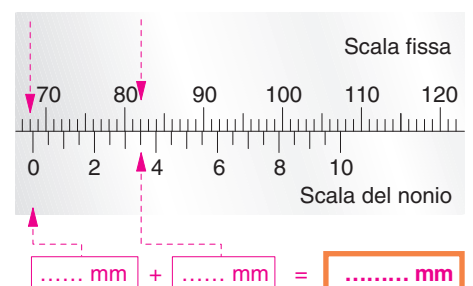 Scala fissa
70 80 90 100 110 120
0 2 4 6 8 10
Scala del nonio
...... mm + ...... mm = ......... mm